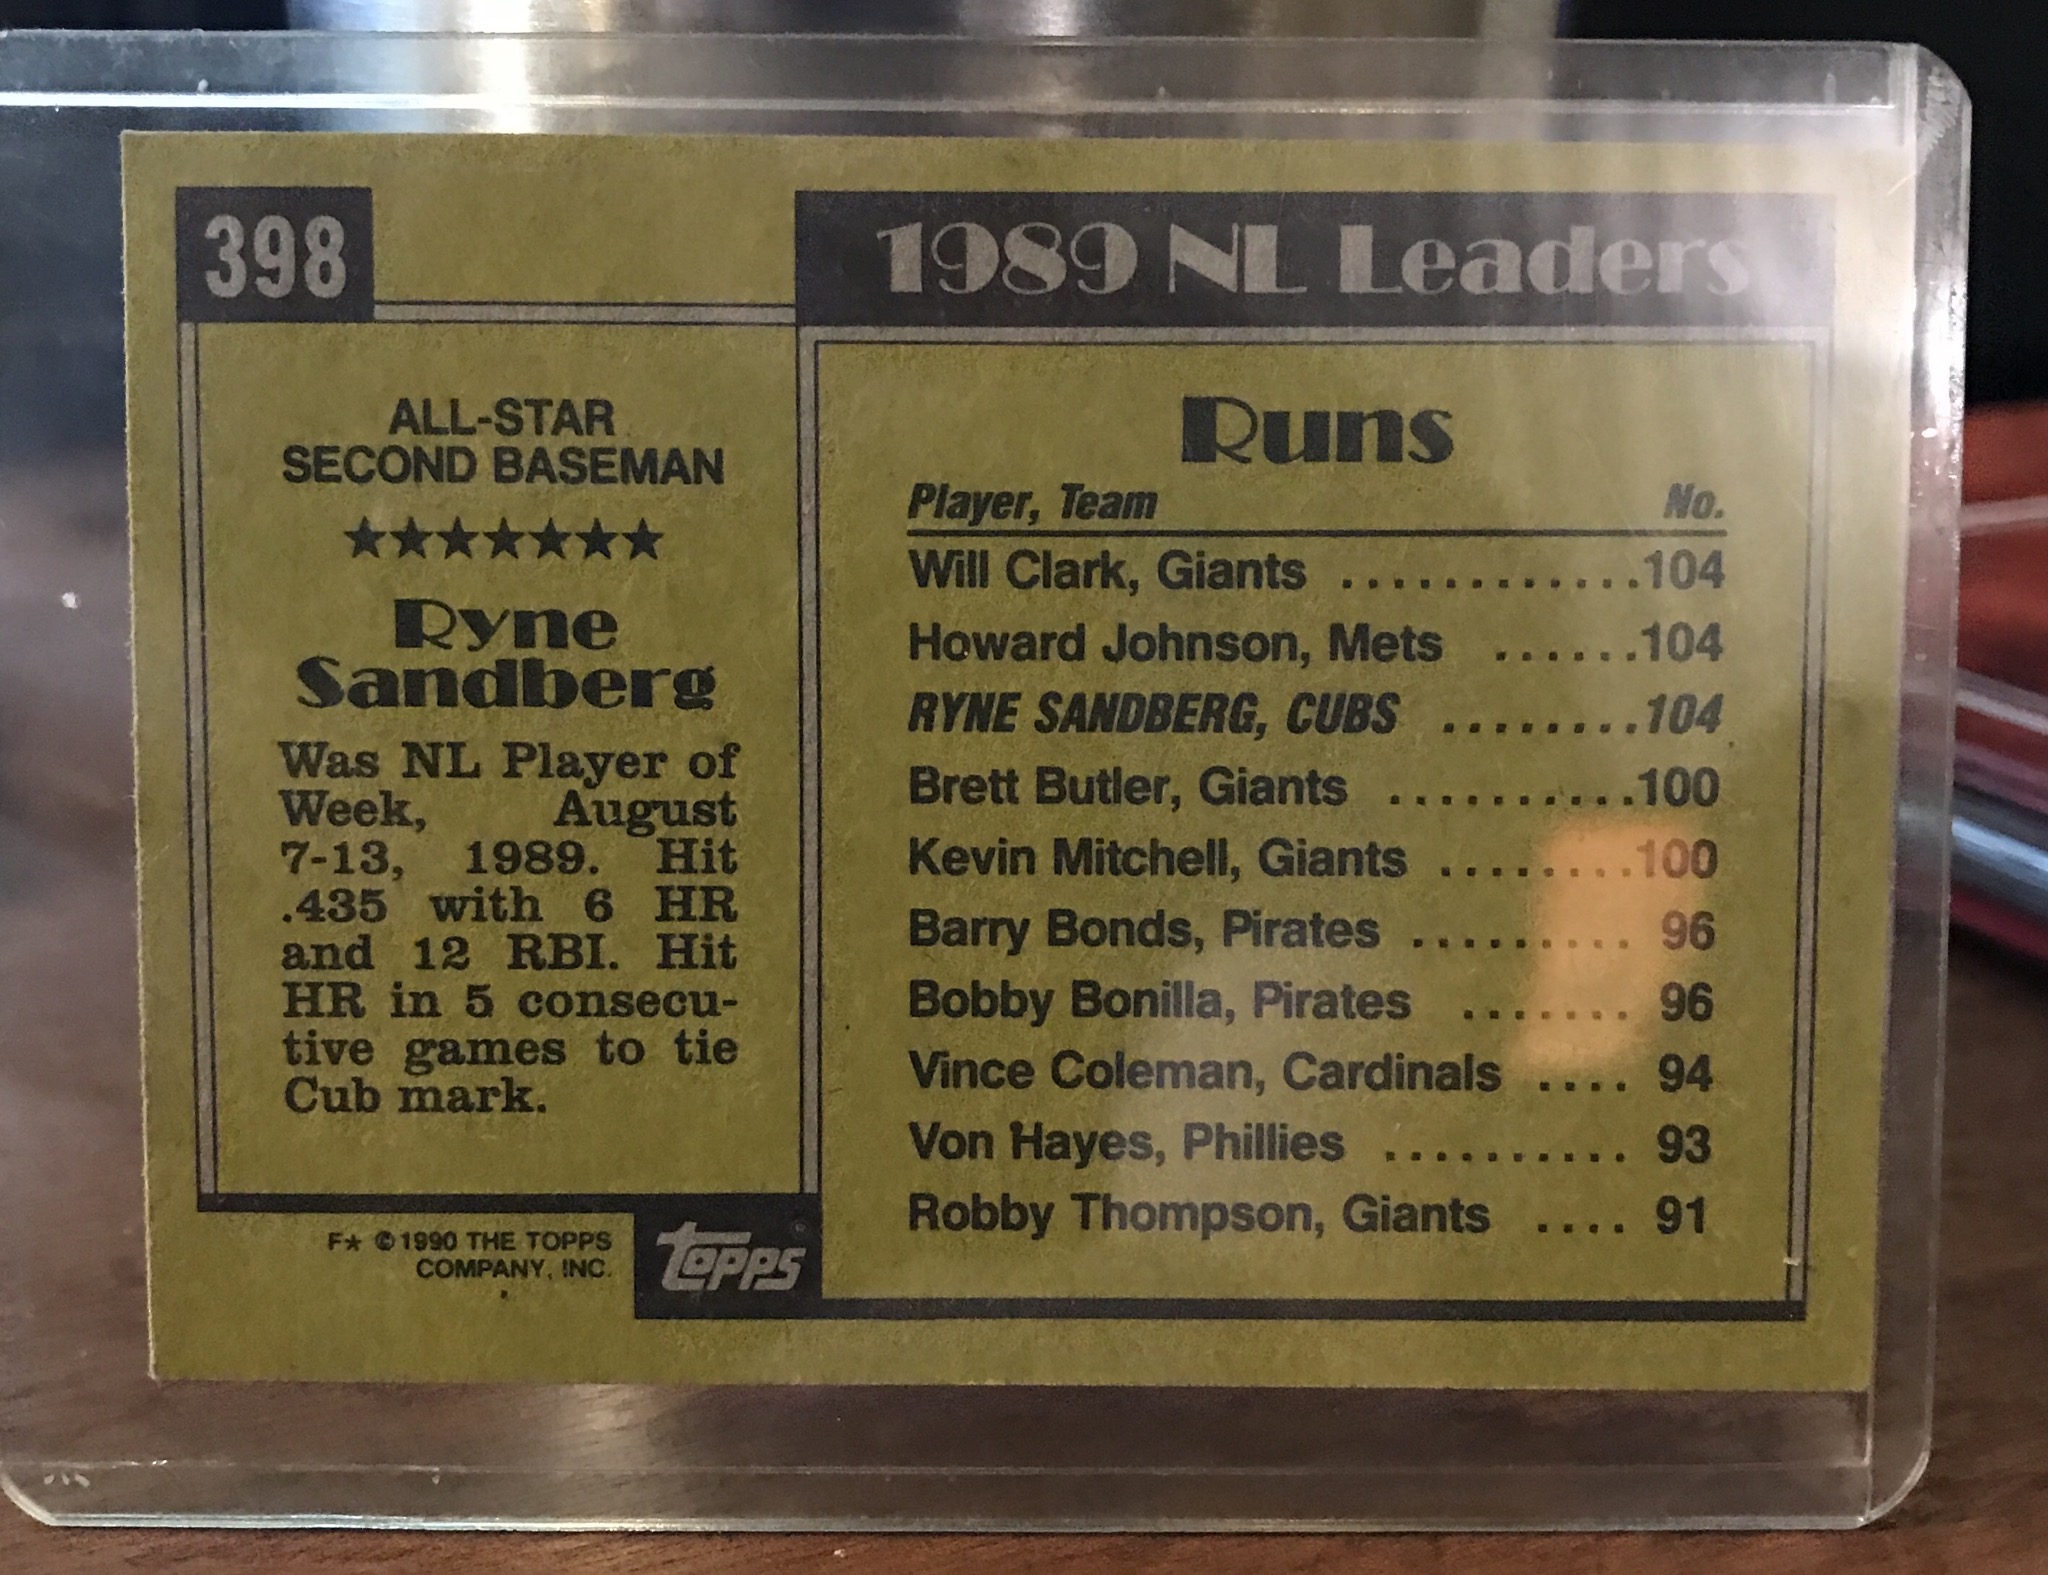 398
ALL-STAR
SECOND BASEMAN
★★★★★★★
Ryne
Sandberg
Was NL Player of
Week, August
7-13, 1989. Hit
.435 with 6 HR
and 12 RBI. Hit
HR in 5 consecu-
tive games to tie
Cub mark.
F★ ©1990 THE TOPPS
COMPANY, INC.
topps
1989 NL Leaders
Runs
Player, Team No.
Will Clark, Giants ............104
Howard Johnson, Mets ......104
RYNE SANDBERG, CUBS ........104
Brett Butler, Giants ..........100
Kevin Mitchell, Giants ........100
Barry Bonds, Pirates ......... 96
Bobby Bonilla, Pirates ....... 96
Vince Coleman, Cardinals .... 94
Von Hayes, Phillies .......... 93
Robby Thompson, Giants .... 91